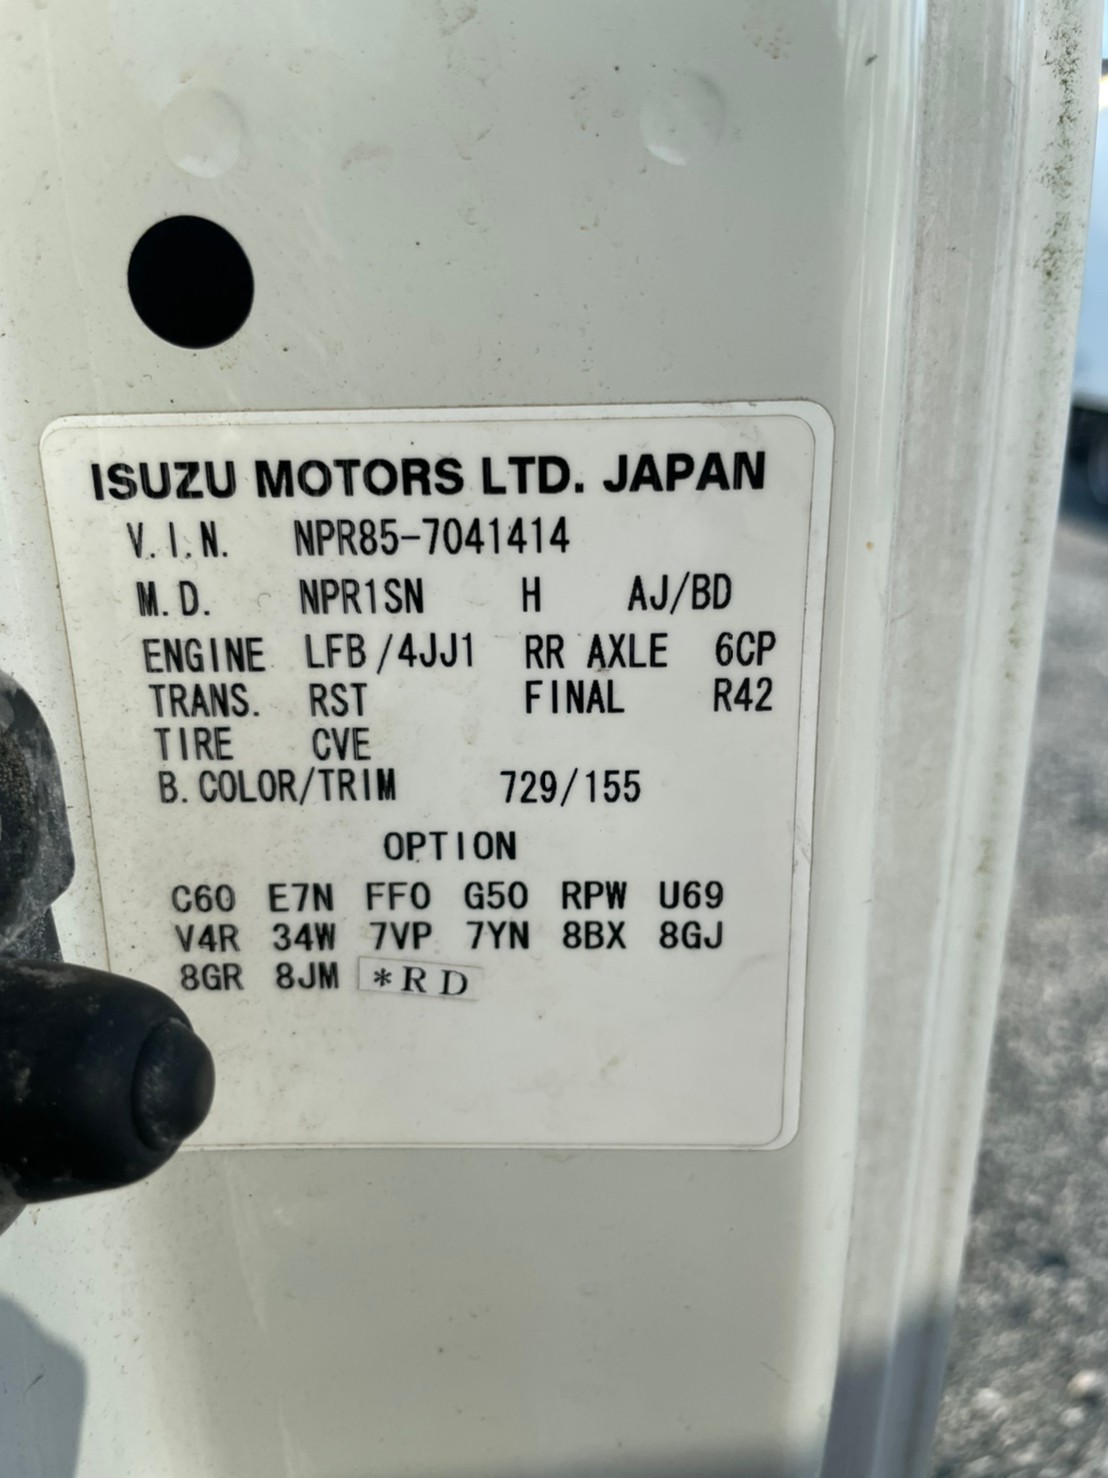 ISUZU MOTORS LTD. JAPAN
V.I.N. NPR85-7041414
M.D. NPR1SN H AJ/BD
ENGINE LFB/4JJ1 RR AXLE 6CP
TRANS. RST FINAL R42
TIRE CVE
B.COLOR/TRIM 729/155
OPTION
C60 E7N FF0 G50 RPW U69
V4R 34W 7VP 7YN 8BX 8GJ
8GR 8JM *RD